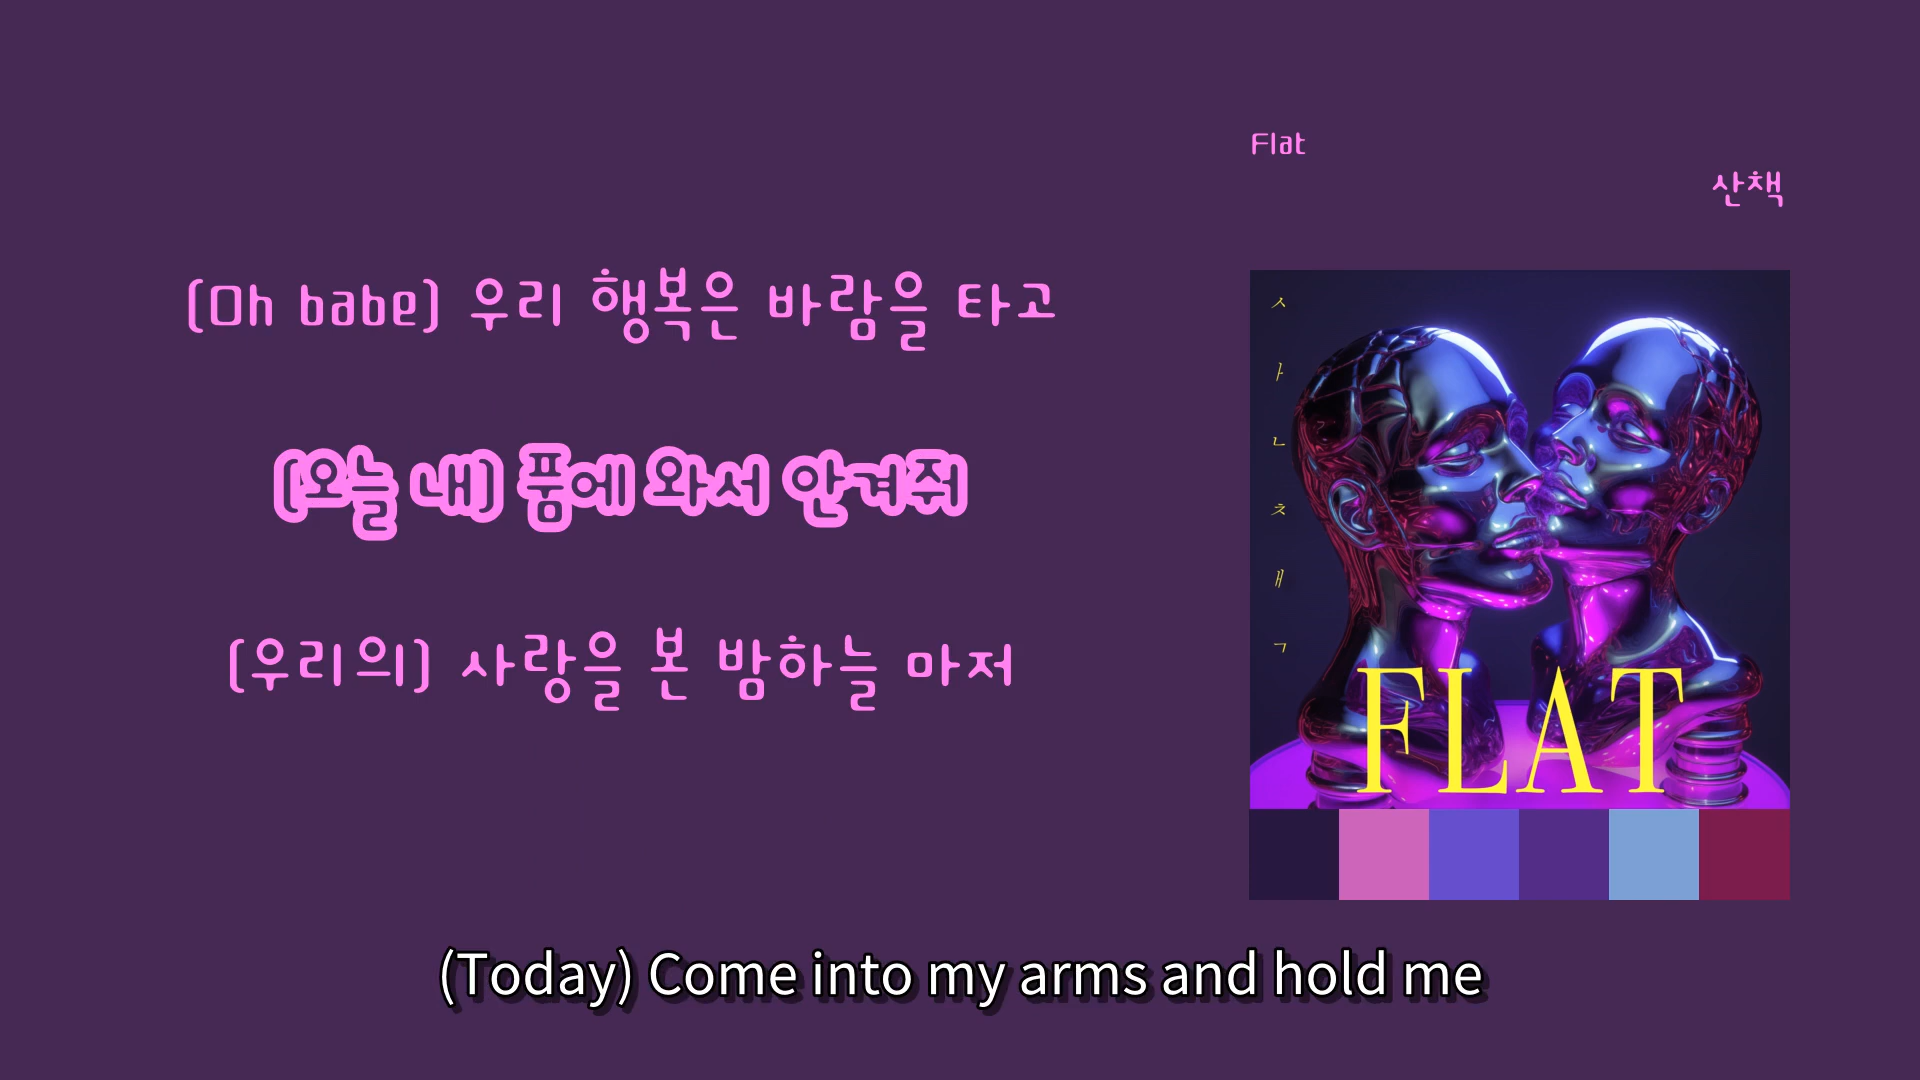 Flat
산책
(Oh babe) 우리 행복은 바람을 타고
(오늘 내) 품에 와서 안겨줘
(우리의) 사랑을 본 밤하늘 마저
ㅅ
ㅏ
ㄴ
ㅊ
ㅐ
ㄱ
FLAT
(Today) Come into my arms and hold me